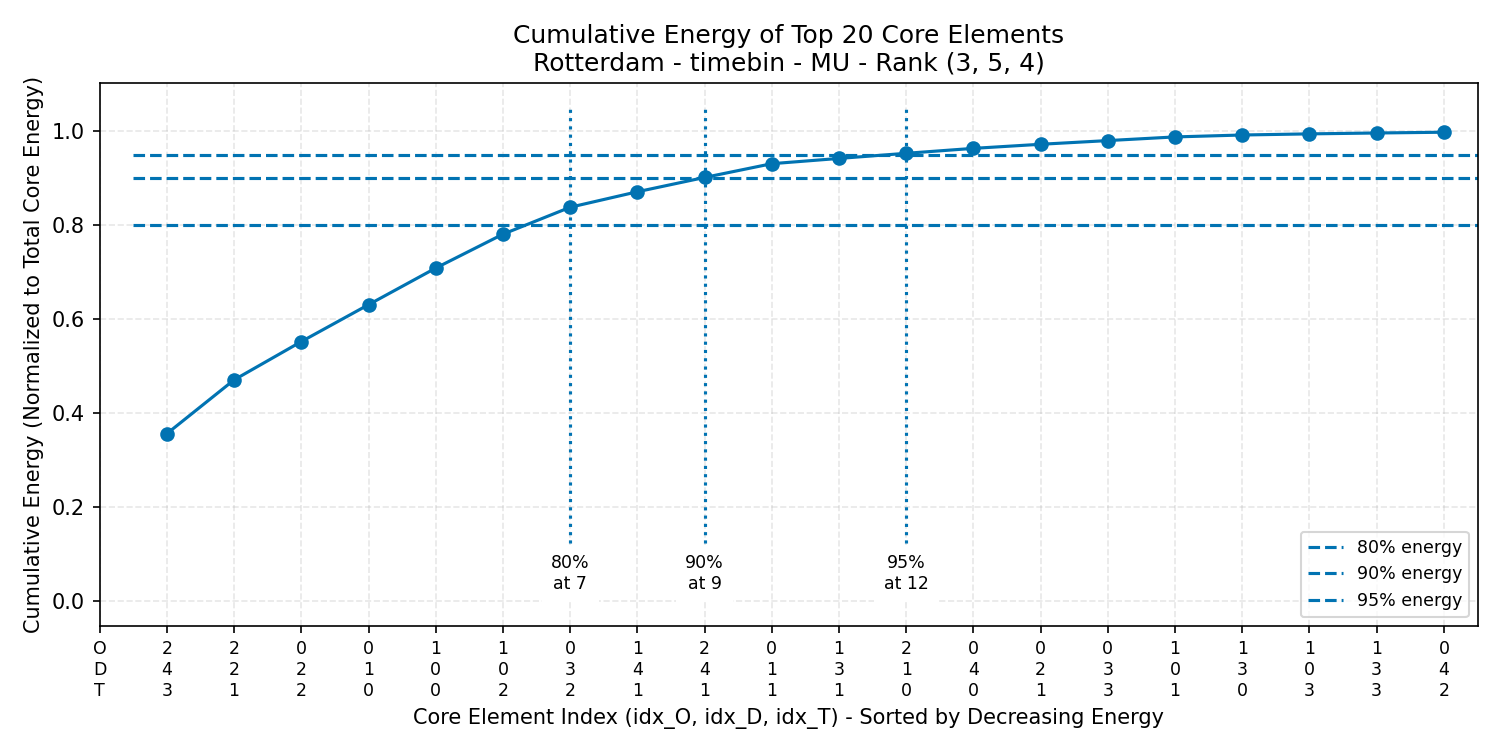 Cumulative Energy of Top 20 Core Elements
Rotterdam - timebin - MU - Rank (3, 5, 4)
Cumulative Energy (Normalized to Total Core Energy)
1.0
0.8
0.6
0.4
0.2
0.0
80%
at 7
90%
at 9
95%
at 12
80% energy
90% energy
95% energy
O 2 2 0 0 1 1 0 1 2 0 1 2 0 0 0 1 1 1 1 0
D 4 2 2 1 0 0 3 4 4 1 3 1 4 2 3 0 3 0 3 4
T 3 1 2 0 0 2 2 1 1 1 1 0 0 1 3 1 0 3 3 2
Core Element Index (idx_O, idx_D, idx_T) - Sorted by Decreasing Energy